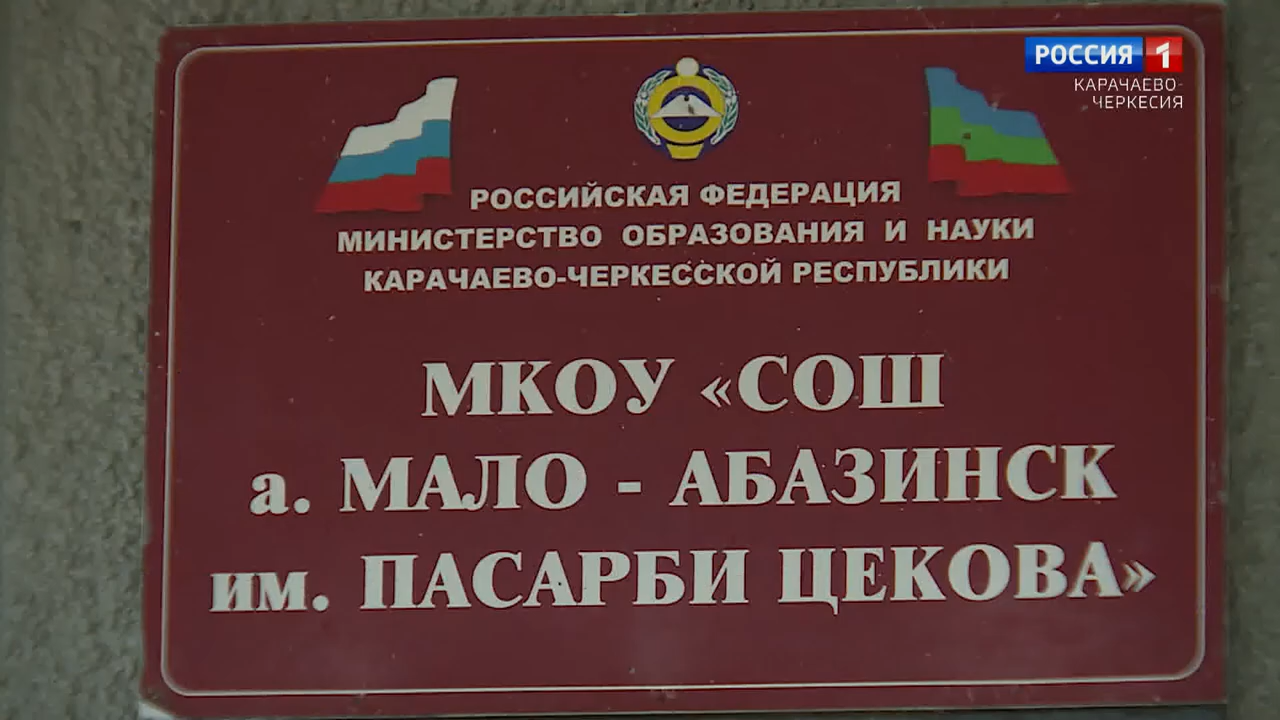 РОССИЯ 1
КАРАЧАЕВО-
ЧЕРКЕСИЯ
РОССИЙСКАЯ ФЕДЕРАЦИЯ
МИНИСТЕРСТВО ОБРАЗОВАНИЯ И НАУКИ
КАРАЧАЕВО-ЧЕРКЕССКОЙ РЕСПУБЛИКИ
МКОУ «СОШ
а. МАЛО - АБАЗИНСК
им. ПАСАРБИ ЦЕКОВА»